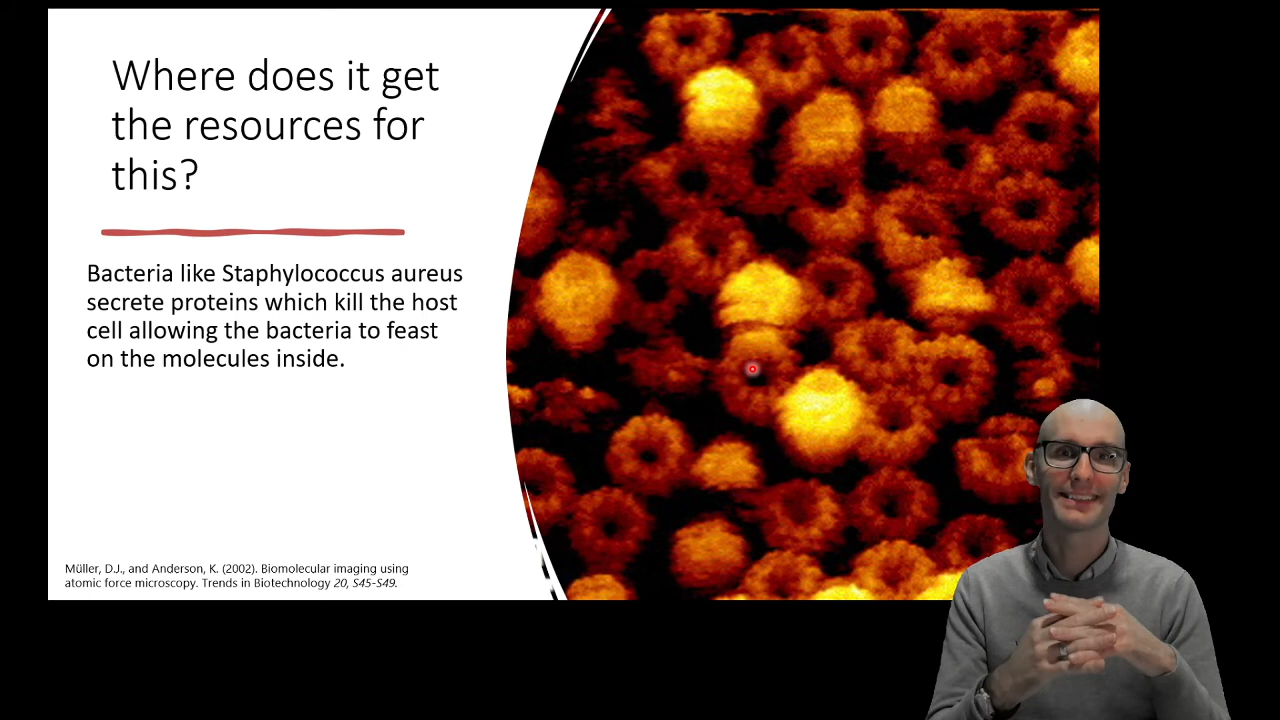 Where does it get
the resources for
this?
Bacteria like Staphylococcus aureus
secrete proteins which kill the host
cell allowing the bacteria to feast
on the molecules inside.
Müller, D.J., and Anderson, K. (2002). Biomolecular imaging using
atomic force microscopy. Trends in Biotechnology 20, S45-S49.